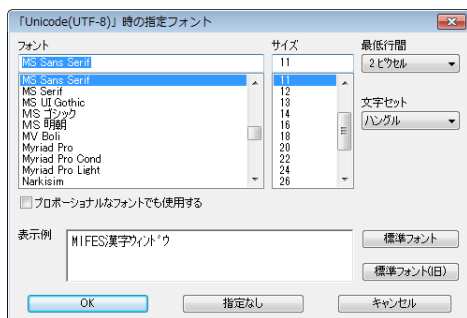 「Unicode(UTF-8)」時の指定フォント
フォント
サイズ
最低行間
MS Sans Serif
11
2 ピクセル
MS Sans Serif
MS Serif
MS UI Gothic
MS ゴシック
MS 明朝
MV Boli
Myriad Pro
Myriad Pro Cond
Myriad Pro Light
Narkisim
11
12
13
14
16
18
20
22
24
26
文字セット
ハングル
プロポーショナルなフォントでも使用する
表示例
MIFES漢字ウィンドウ
標準フォント
標準フォント(旧)
OK
指定なし
キャンセル